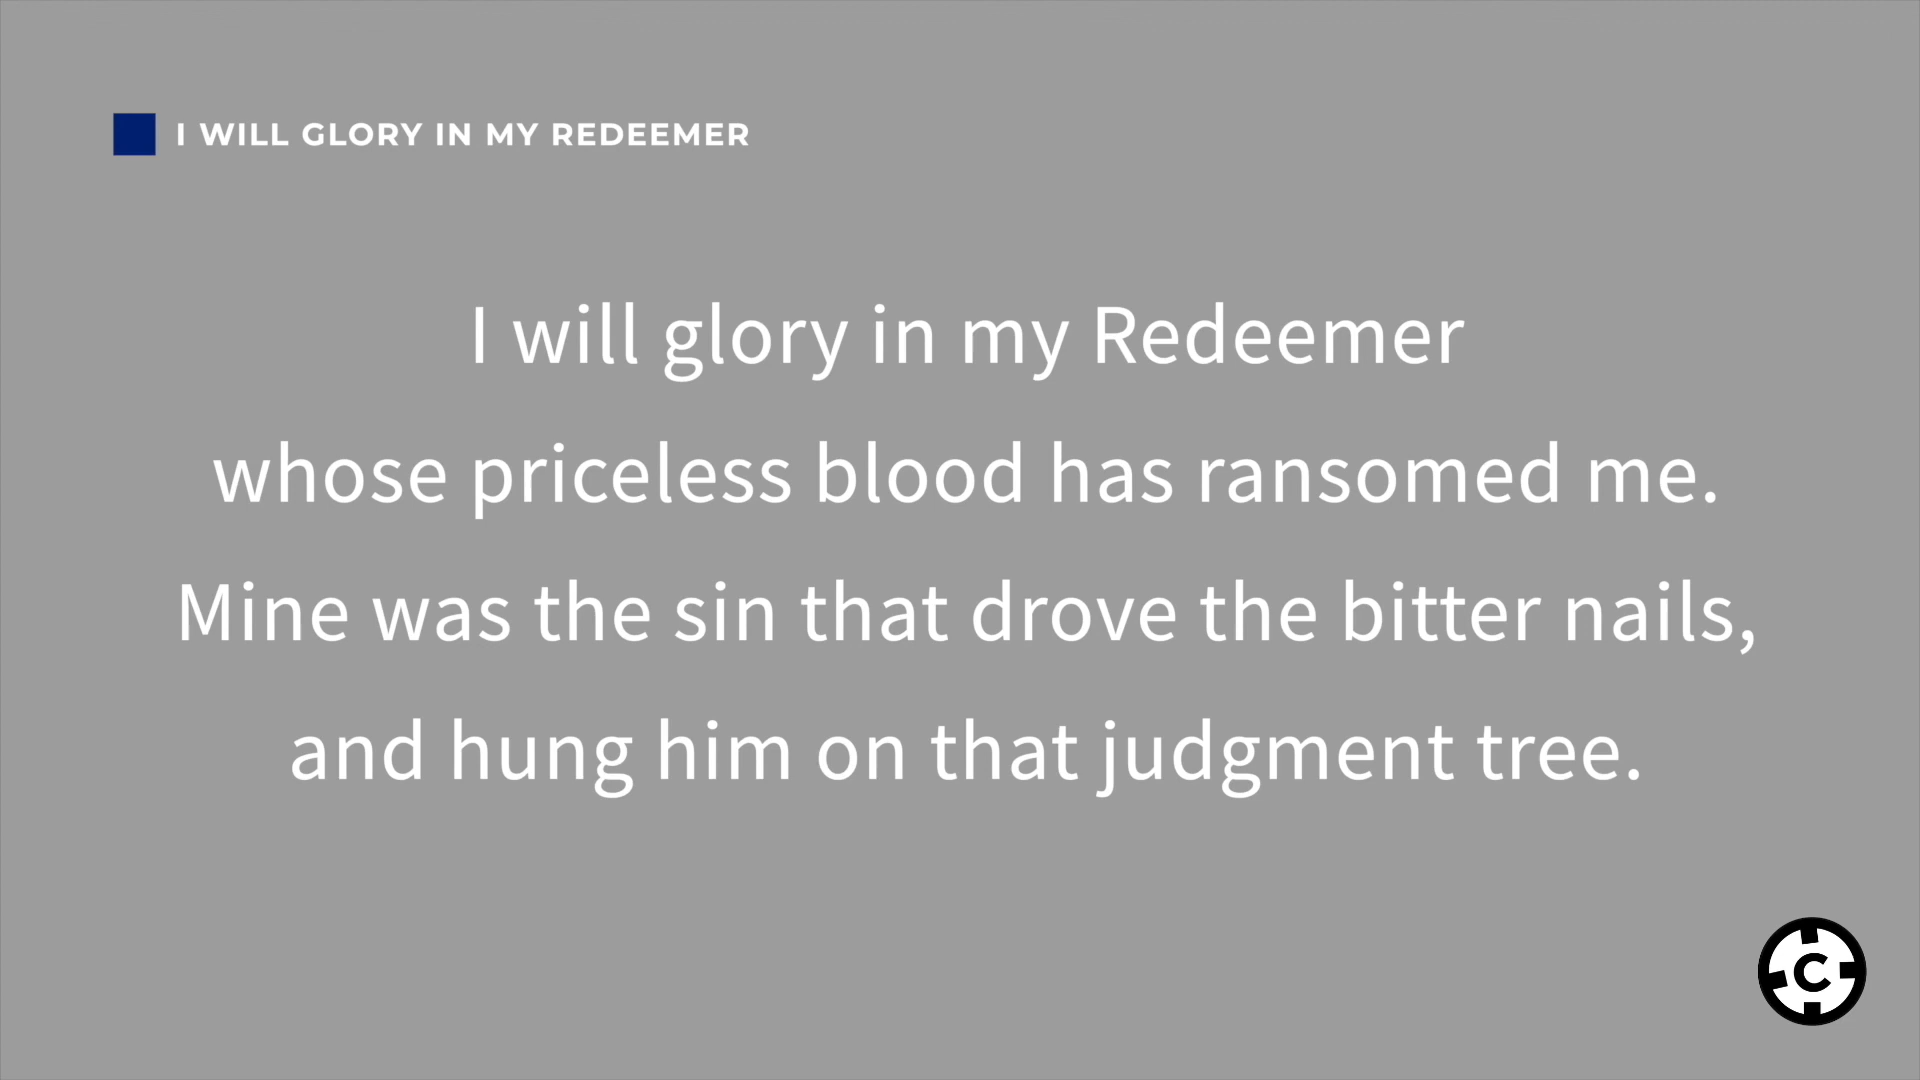 I WILL GLORY IN MY REDEEMER
I will glory in my Redeemer
whose priceless blood has ransomed me.
Mine was the sin that drove the bitter nails,
and hung him on that judgment tree.
C